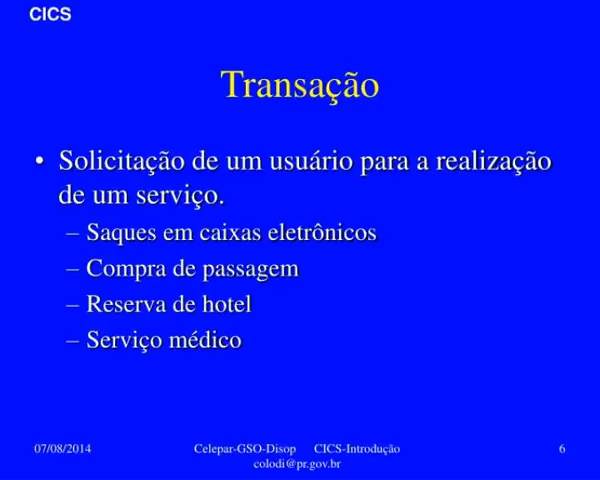 CICS
Transação
• Solicitação de um usuário para a realização
de um serviço.
– Saques em caixas eletrônicos
– Compra de passagem
– Reserva de hotel
– Serviço médico
07/08/2014 Celepar-GSO-Disop CICS-Introdução 6
colodi@pr.gov.br